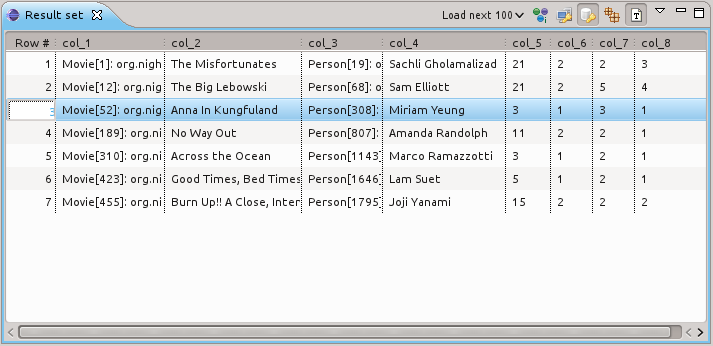 Result set Load next 100 T
Row # col_1 col_2 col_3 col_4 col_5 col_6 col_7 col_8
1 Movie[1]: org.nigh The Misfortunates Person[19]: o Sachli Gholamalizad 21 2 2 3
2 Movie[12]: org.nigh The Big Lebowski Person[68]: o Sam Elliott 21 2 5 4
3 Movie[52]: org.nigh Anna In Kungfuland Person[308]: Miriam Yeung 3 1 3 1
4 Movie[189]: org.ni No Way Out Person[807]: Amanda Randolph 11 2 2 1
5 Movie[310]: org.ni Across the Ocean Person[1143] Marco Ramazzotti 3 1 2 1
6 Movie[423]: org.ni Good Times, Bed Times Person[1646] Lam Suet 5 1 2 1
7 Movie[455]: org.ni Burn Up!! A Close, Inter Person[1795] Joji Yanami 15 2 2 2